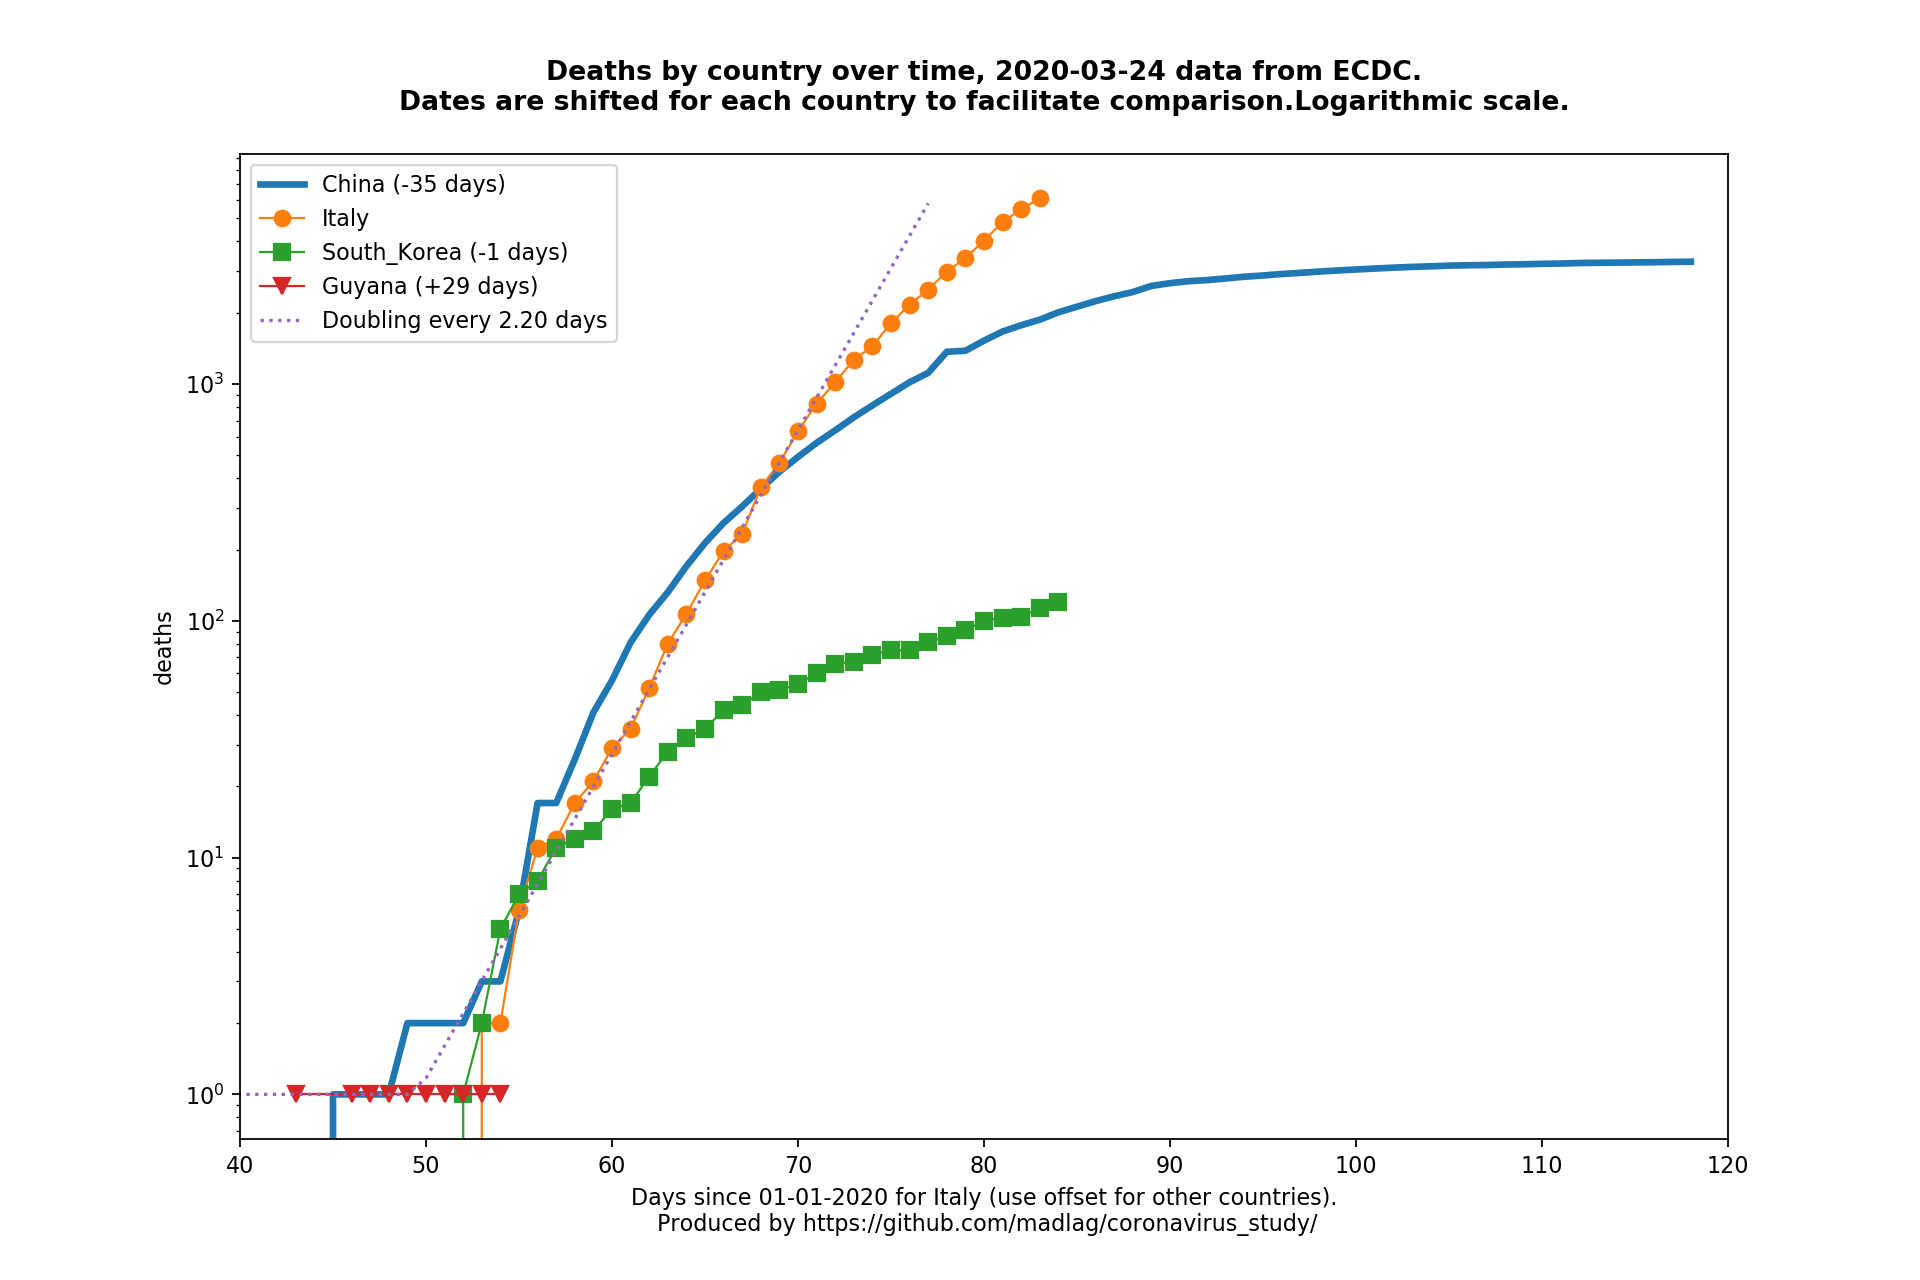 Deaths by country over time, 2020-03-24 data from ECDC.
Dates are shifted for each country to facilitate comparison.Logarithmic scale.
China (-35 days)
Italy
South_Korea (-1 days)
Guyana (+29 days)
Doubling every 2.20 days
10³
10²
10¹
10⁰
deaths
40 50 60 70 80 90 100 110 120
Days since 01-01-2020 for Italy (use offset for other countries).
Produced by https://github.com/madlag/coronavirus_study/